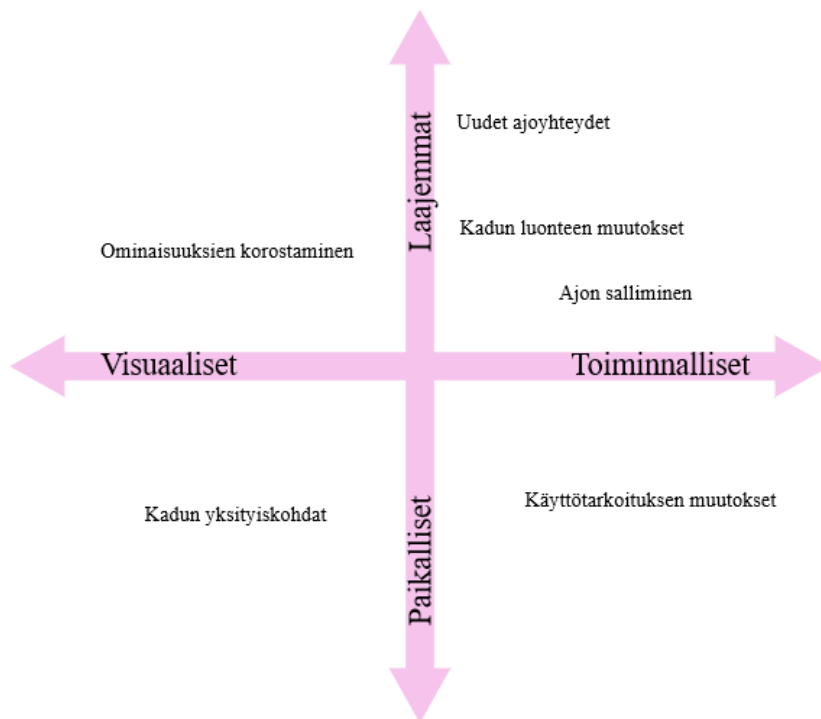 Laajemmat
Uudet ajoyhteydet
Kadun luonteen muutokset
Ominaisuuksien korostaminen
Ajon salliminen
Visuaaliset
Toiminnalliset
Käyttötarkoituksen muutokset
Kadun yksityiskohdat
Paikalliset